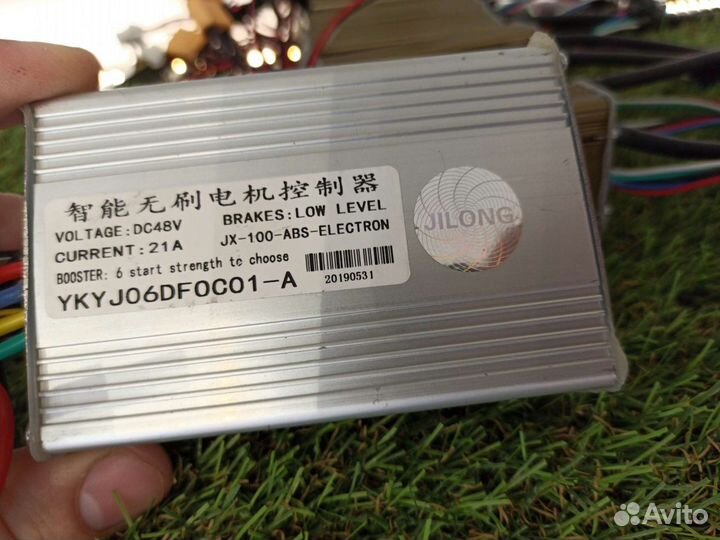 智能无刷电机控制器
VOLTAGE:DC48V BRAKES:LOW LEVEL
CURRENT:21A JX-100-ABS-ELECTRON
BOOSTER: 6 start strength to choose
YKYJ06DF0C01-A 20190531
JILONG
Avito